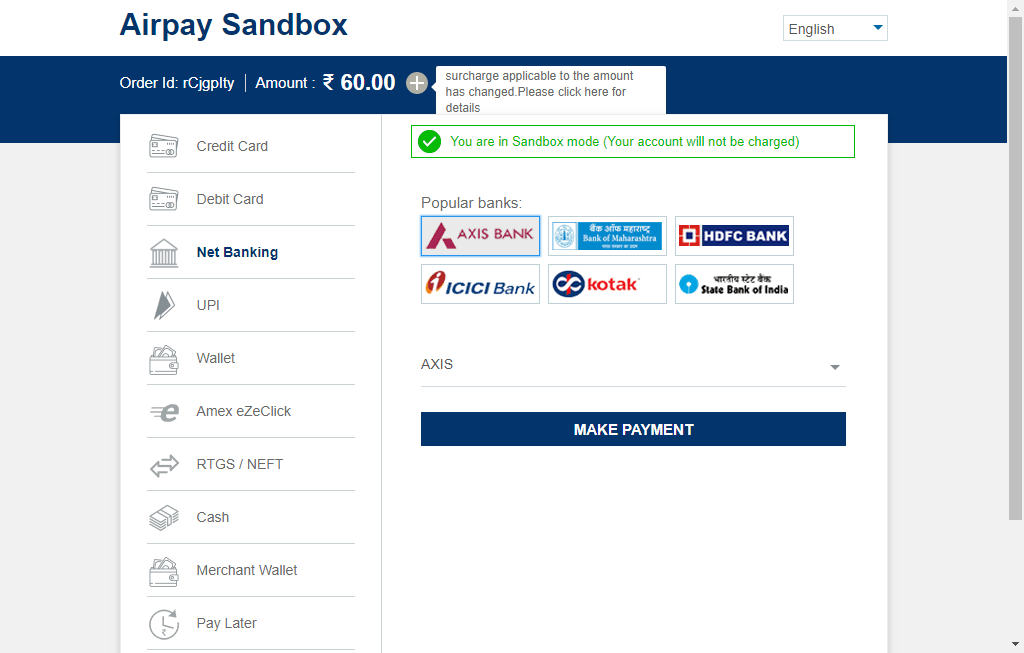 Airpay Sandbox
English
Order Id: rCjgpIty
Amount : ₹ 60.00
surcharge applicable to the amount
has changed.Please click here for
details
Credit Card
Debit Card
Net Banking
UPI
Wallet
Amex eZeClick
RTGS / NEFT
Cash
Merchant Wallet
Pay Later
You are in Sandbox mode (Your account will not be charged)
Popular banks:
AXIS BANK
बैंक ऑफ महाराष्ट्र
Bank of Maharashtra
HDFC BANK
ICICI Bank
kotak
भारतीय स्टेट बैंक
State Bank of India
AXIS
MAKE PAYMENT